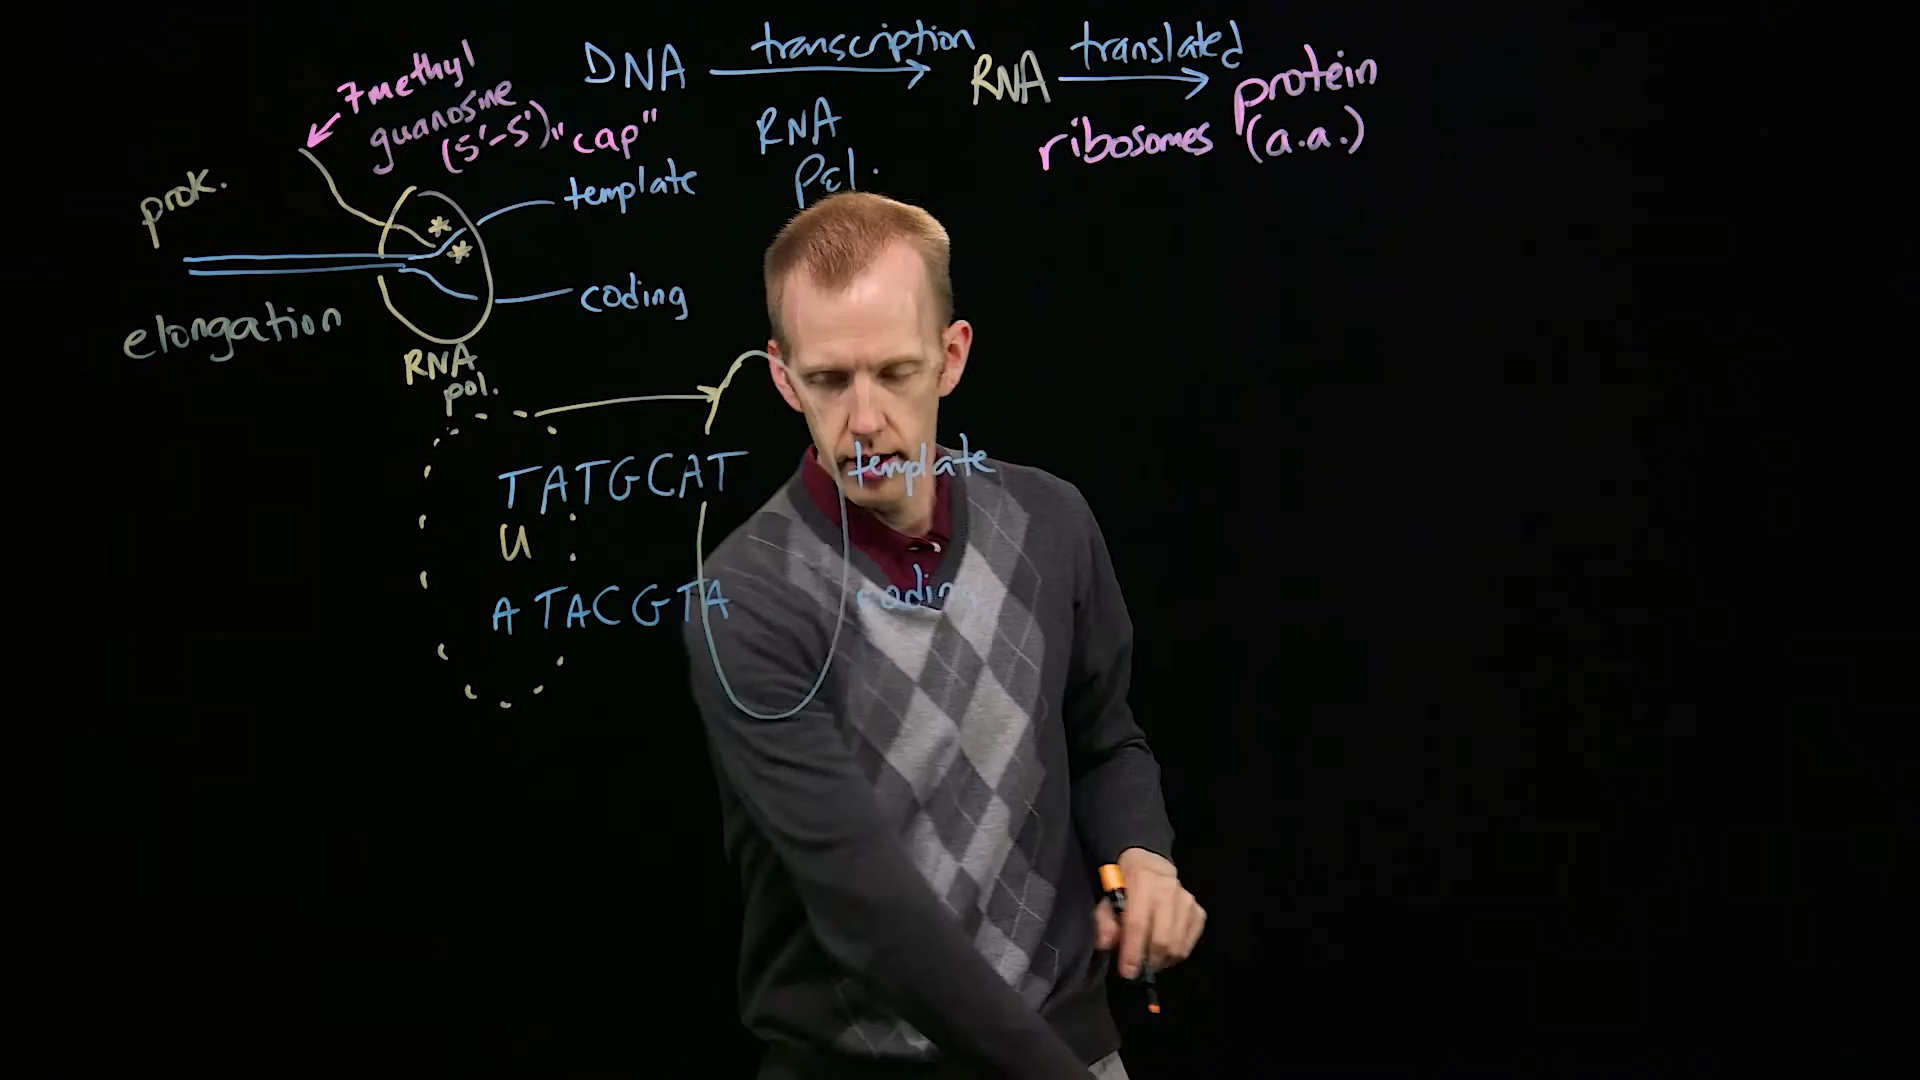 DNA transcription RNA translated protein
RNA pol.
ribosomes (a.a.)
7methyl
guanosine
(5'-5') "cap"
prok.
template
coding
elongation
RNA
pol.
TATGCAT template
U
ATACGTA coding